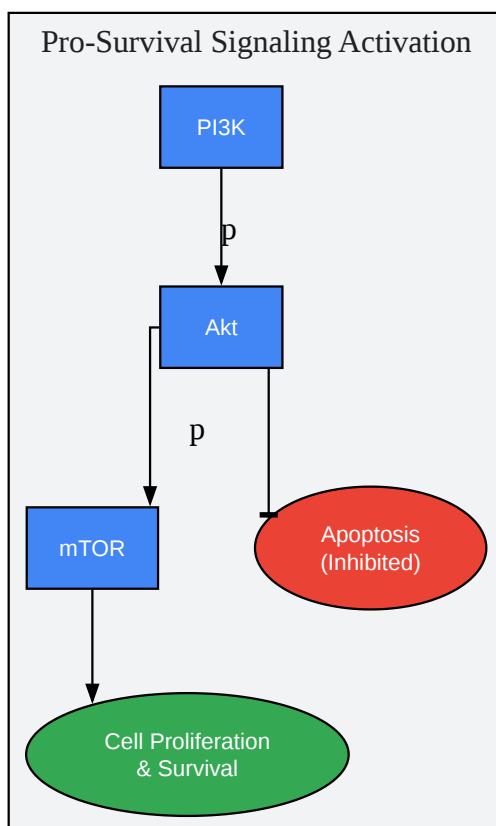 Pro-Survival Signaling Activation
PI3K
p
Akt
p
mTOR
Apoptosis
(Inhibited)
Cell Proliferation
& Survival